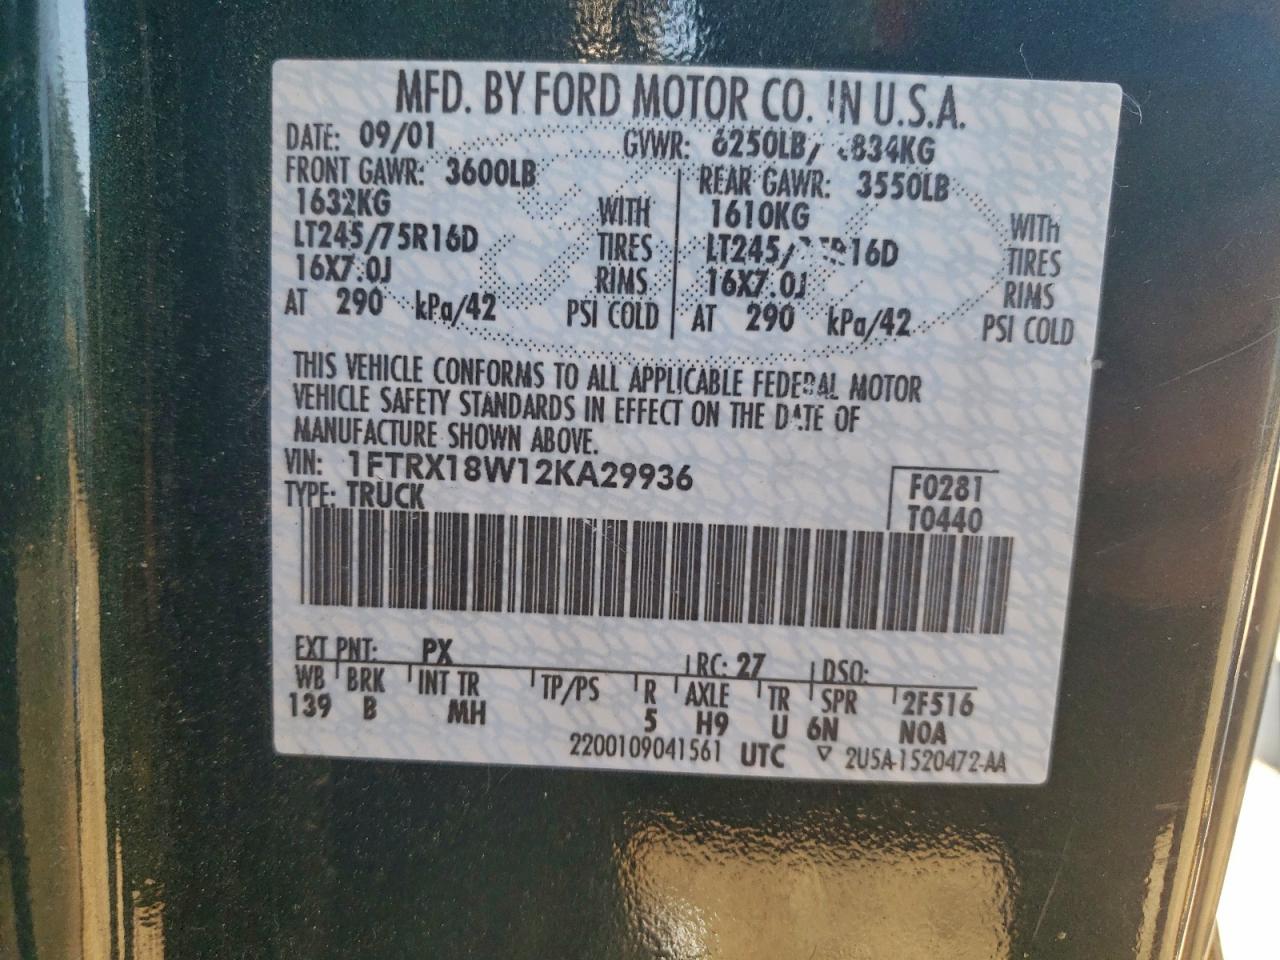 MFD. BY FORD MOTOR CO. IN U.S.A.
DATE: 09/01 GVWR: 6250LB/ 834KG
FRONT GAWR: 3600LB REAR GAWR: 3550LB
1632KG WITH 1610KG WITH
LT245/75R16D TIRES LT245/ R16D TIRES
16X7.0J RIMS 16X7.0J RIMS
AT 290 kPa/42 PSI COLD AT 290 kPa/42 PSI COLD
THIS VEHICLE CONFORMS TO ALL APPLICABLE FEDERAL MOTOR
VEHICLE SAFETY STANDARDS IN EFFECT ON THE DATE OF
MANUFACTURE SHOWN ABOVE.
VIN: 1FTRX18W12KA29936
TYPE: TRUCK
F0281
T0440
EXT PNT: PX RC: 27 DSO:
WB BRK INT TR TP/PS R AXLE TR SPR 2F516
139 B MH 5 H9 U 6N NOA
2200109041561 UTC ▽ 2U5A-1520472-AA